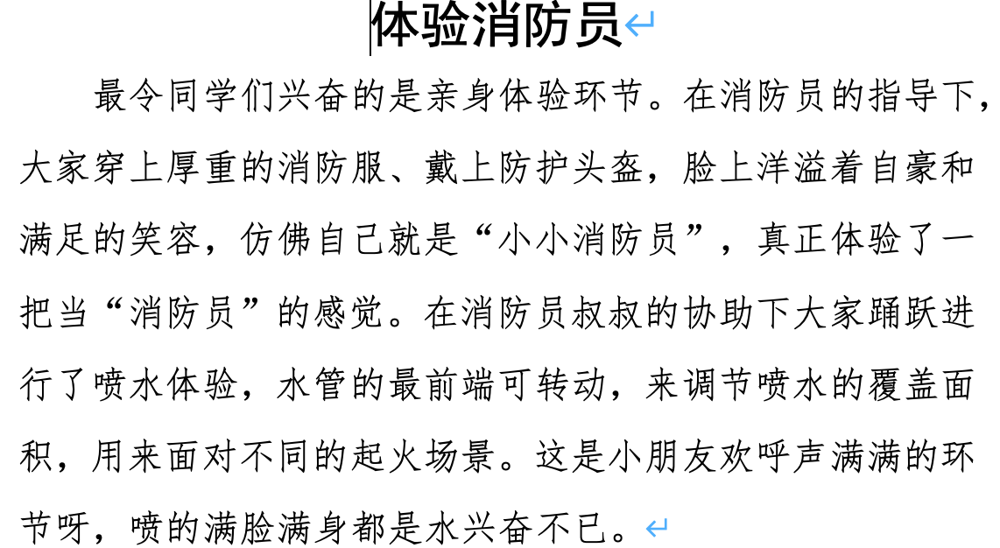 体验消防员
最令同学们兴奋的是亲身体验环节。在消防员的指导下，
大家穿上厚重的消防服、戴上防护头盔，脸上洋溢着自豪和
满足的笑容，仿佛自己就是“小小消防员”，真正体验了一
把当“消防员”的感觉。在消防员叔叔的协助下大家踊跃进
行了喷水体验，水管的最前端可转动，来调节喷水的覆盖面
积，用来面对不同的起火场景。这是小朋友欢呼声满满的环
节呀，喷的满脸满身都是水兴奋不已。